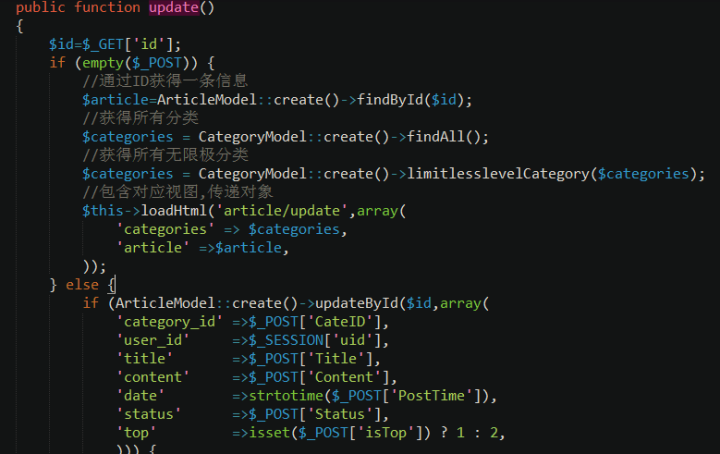 public function update()
{
$id=$_GET['id'];
if (empty($_POST)) {
//通过ID获得一条信息
$article=ArticleModel::create()->findById($id);
//获得所有分类
$categories = CategoryModel::create()->findAll();
//获得所有无限极分类
$categories = CategoryModel::create()->limitlesslevelCategory($categories);
//包含对应视图,传递对象
$this->loadHtml('article/update',array(
'categories' => $categories,
'article' =>$article,
));
} else {
if (ArticleModel::create()->updateById($id,array(
'category_id' =>$_POST['CateID'],
'user_id' =>$_SESSION['uid'],
'title' =>$_POST['Title'],
'content' =>$_POST['Content'],
'date' =>strtotime($_POST['PostTime']),
'status' =>$_POST['Status'],
'top' =>isset($_POST['isTop']) ? 1 : 2,
))) {